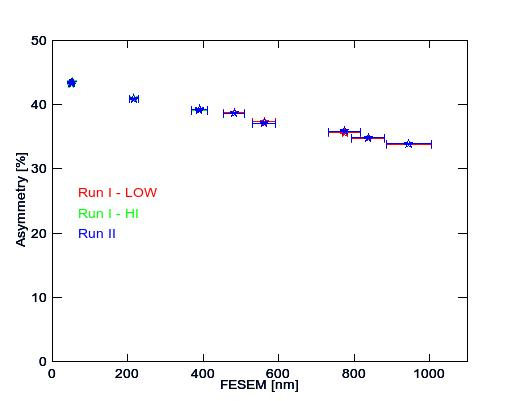 50
40
30
20
10
0
Asymmetry [%]
Run I - LOW
Run I - HI
Run II
0 200 400 600 800 1000
FESEM [nm]